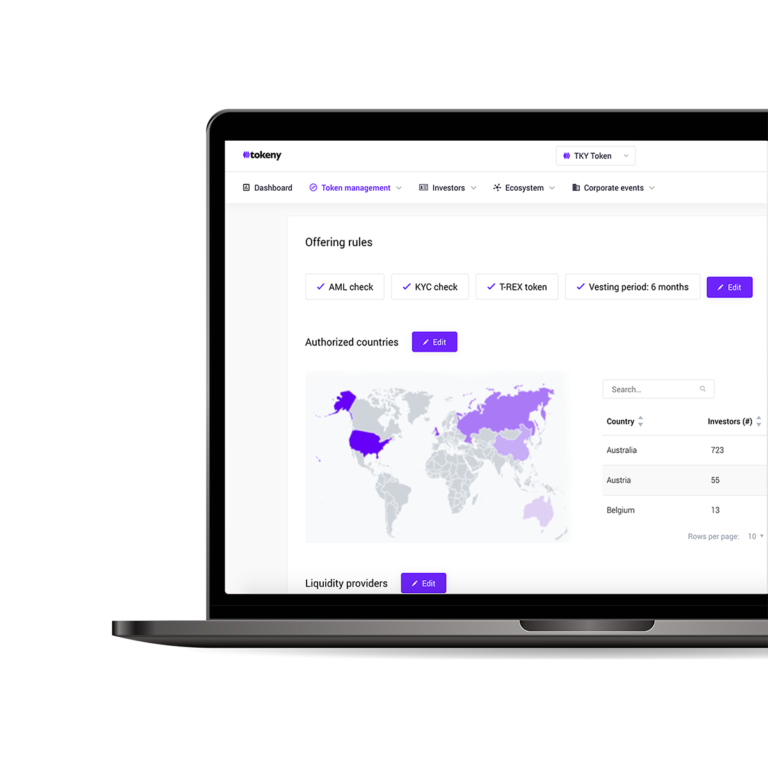 tokeny
TKY Token
Dashboard Token management Investors Ecosystem Corporate events
Offering rules
AML check KYC check T-REX token Vesting period: 6 months Edit
Authorized countries Edit
Search...
Country Investors (#)
Australia 723
Austria 55
Belgium 13
Rows per page: 10
Liquidity providers Edit